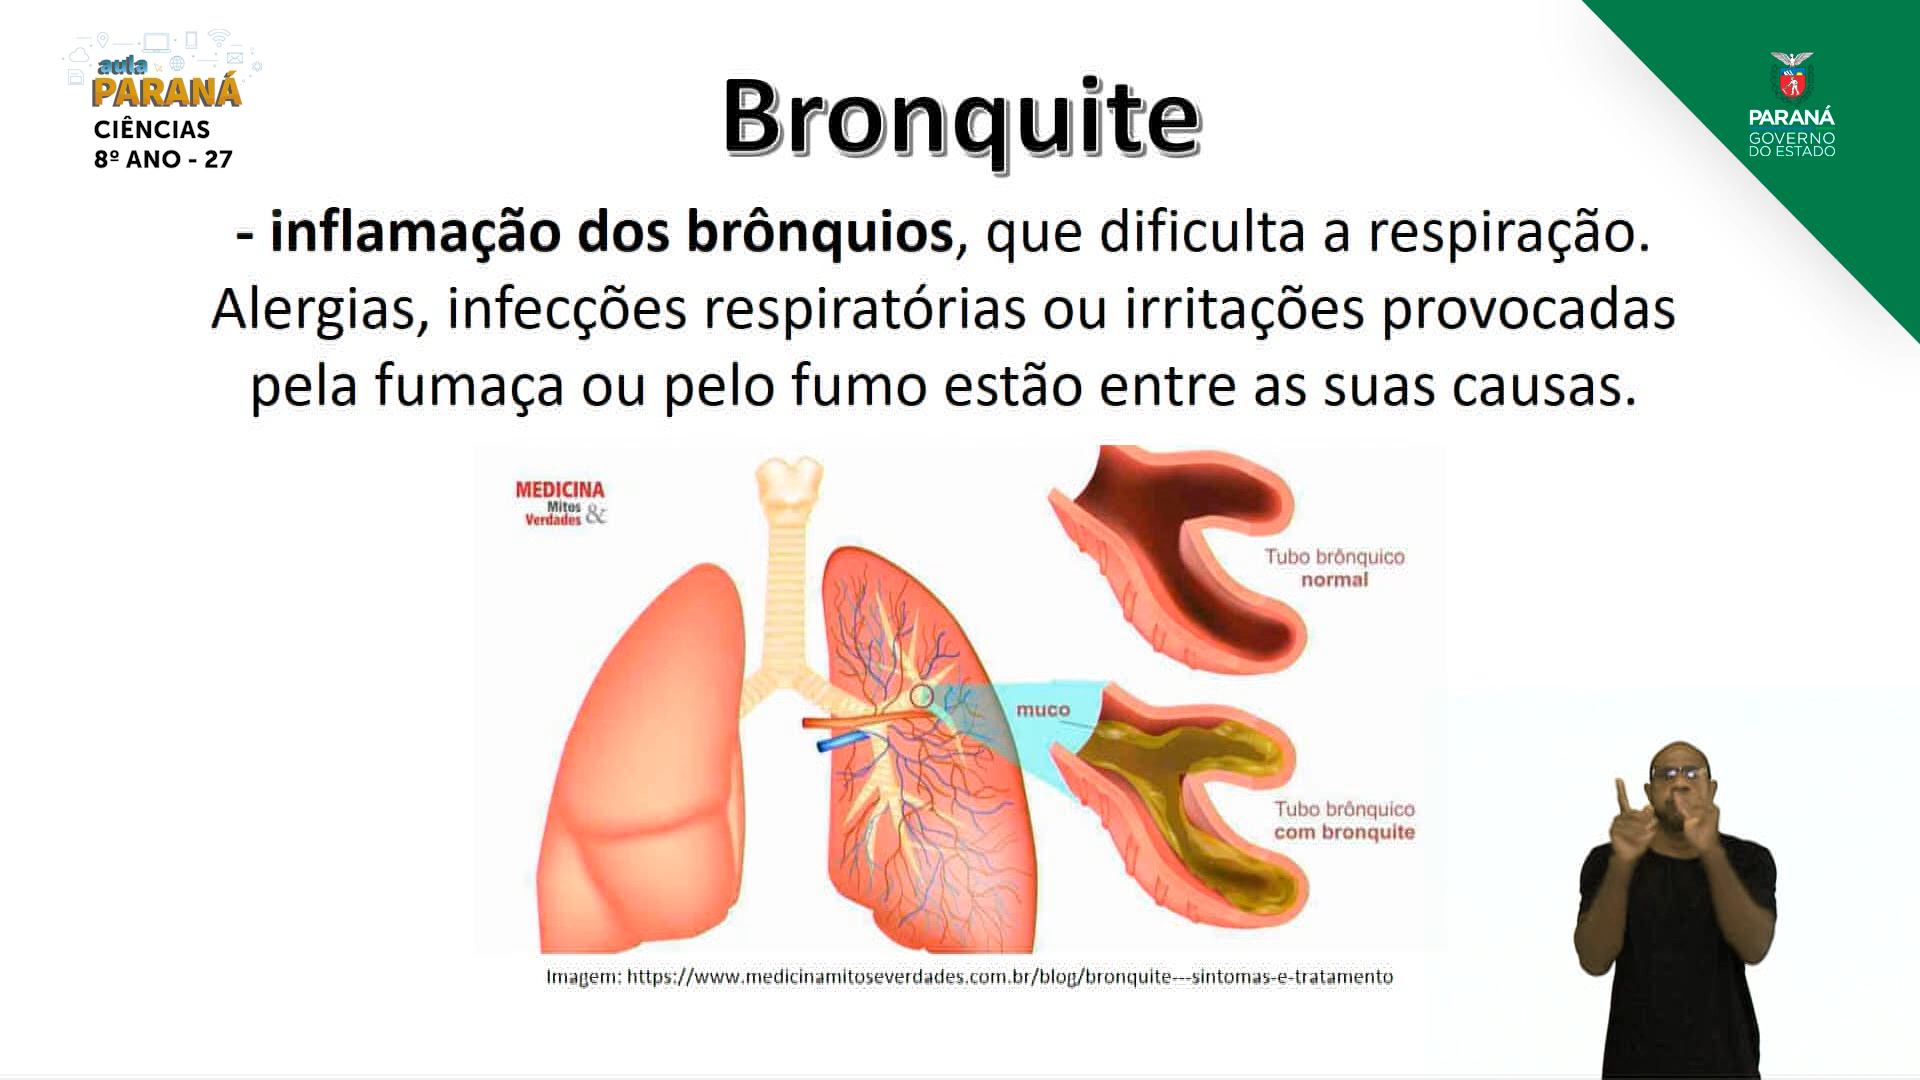 aula
PARANÁ
CIÊNCIAS
8º ANO - 27
Bronquite
PARANÁ
GOVERNO
DO ESTADO
- inflamação dos brônquios, que dificulta a respiração.
Alergias, infecções respiratórias ou irritações provocadas
pela fumaça ou pelo fumo estão entre as suas causas.
MEDICINA
Mitos
& Verdades
Tubo brônquico
normal
muco
Tubo brônquico
com bronquite
Imagem: https://www.medicinamitoseverdades.com.br/blog/bronquite---sintomas-e-tratamento